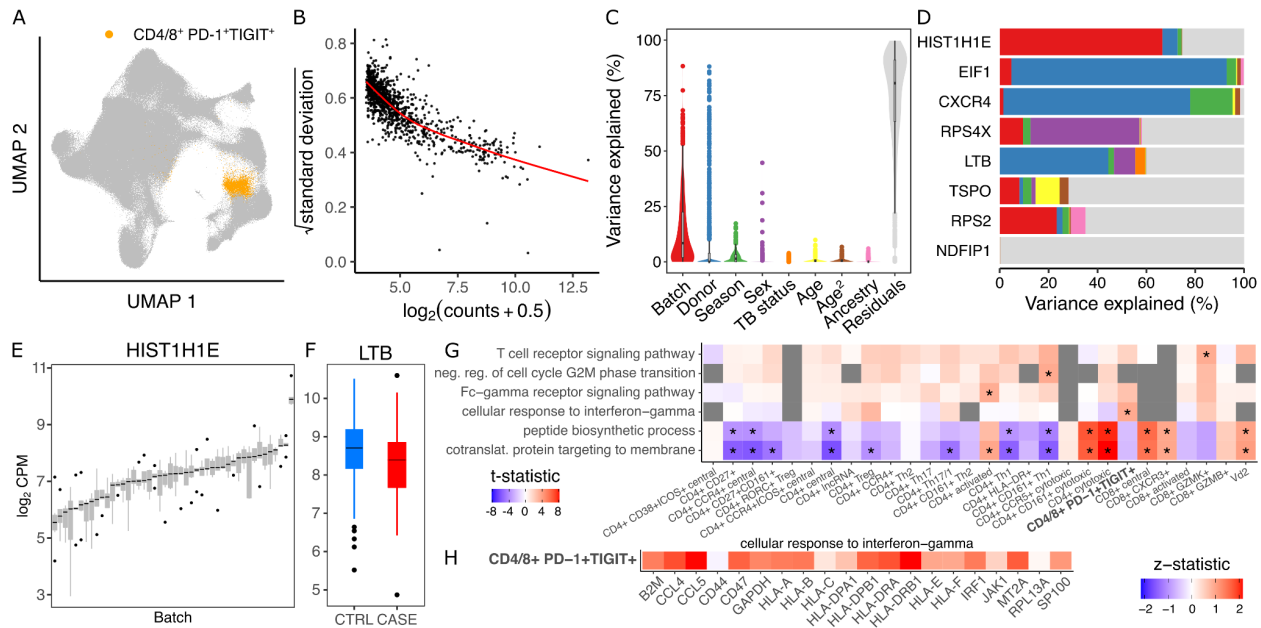 A
CD4/8+ PD-1+TIGIT+
UMAP 2
UMAP 1
B
√standard deviation
0.8
0.6
0.4
0.2
0.0
5.0
7.5
10.0
12.5
log2(counts + 0.5)
C
Variance explained (%)
100
75
50
25
0
Batch
Donor
Season
Sex
TB status
Age
Age2
Ancestry
Residuals
D
HIST1H1E
EIF1
CXCR4
RPS4X
LTB
TSPO
RPS2
NDFIP1
0 20 40 60 80 100
Variance explained (%)
E
HIST1H1E
log2 CPM
11
9
7
5
3
Batch
F
LTB
10
9
8
7
6
5
CTRL CASE
G
T cell receptor signaling pathway
neg. reg. of cell cycle G2M phase transition
Fc−gamma receptor signaling pathway
cellular response to interferon−gamma
peptide biosynthetic process
cotranslat. protein targeting to membrane
t-statistic
-8 -4 0 4 8
CD4+ CD38+ICOS+ central
CD4+ CD27+
CD4+ CCR4+ central
CD4+ CD27+CD161+
CD4+ RORC+ Treg
CD4+ CCR4+ICOS+ central
CD4+ central
CD4+ lncRNA
CD4+ Treg
CD4+ CCR4+
CD4+ Th2
CD4+ Th17
CD4+ Th17/1
CD4+ CD161+ Th2
CD4+ activated
CD4+ Th1
CD4+ HLA−DR+
CD4+ CD161+ Th1
CD4+ CCR5+ cytotoxic
CD4+ CD161+ cytotoxic
CD4+ cytotoxic
CD4/8+ PD−1+TIGIT+
CD8+ central
CD8+ CXCR3+
CD8+ activated
CD8+ GZMK+
CD8+ GZMB+
Vd2
H
cellular response to interferon−gamma
CD4/8+ PD−1+TIGIT+
B2M
CCL4
CCL5
CD44
CD47
GAPDH
HLA−A
HLA−B
HLA−C
HLA−DPA1
HLA−DPB1
HLA−DRA
HLA−DRB1
HLA−E
HLA−F
IRF1
JAK1
MT2A
RPL13A
SP100
z−statistic
−2 −1 0 1 2